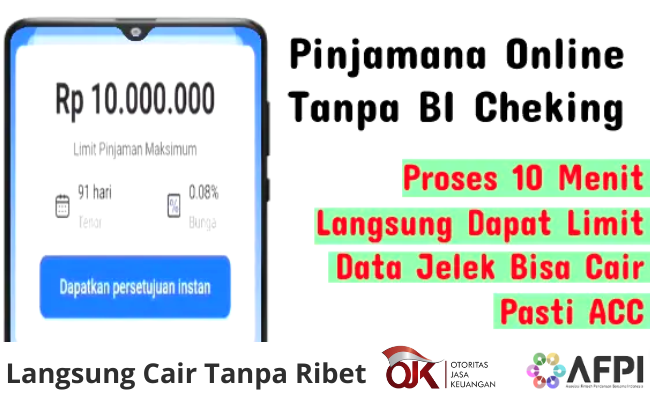 Rp 10.000.000
Limit Pinjaman Maksimum
91 hari
Tenor
0.08%
Bunga
Dapatkan persetujuan instan
Pinjamana Online
Tanpa BI Cheking
Proses 10 Menit
Langsung Dapat Limit
Data Jelek Bisa Cair
Pasti ACC
Langsung Cair Tanpa Ribet
OJK
OTORITAS
JASA
KEUANGAN
AFPI